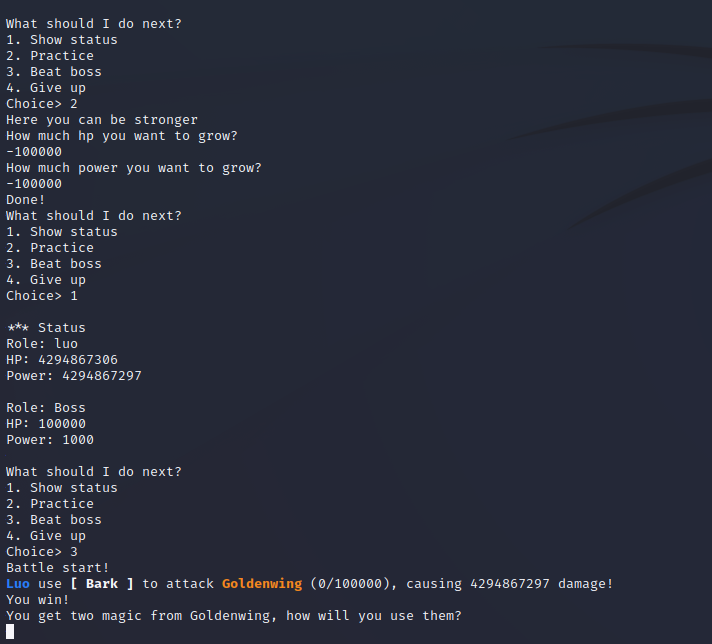 What should I do next?
1. Show status
2. Practice
3. Beat boss
4. Give up
Choice> 2
Here you can be stronger
How much hp you want to grow?
-100000
How much power you want to grow?
-100000
Done!
What should I do next?
1. Show status
2. Practice
3. Beat boss
4. Give up
Choice> 1
*** Status
Role: luo
HP: 4294867306
Power: 4294867297
Role: Boss
HP: 100000
Power: 1000
What should I do next?
1. Show status
2. Practice
3. Beat boss
4. Give up
Choice> 3
Battle start!
Luo use [ Bark ] to attack Goldenwing (0/100000), causing 4294867297 damage!
You win!
You get two magic from Goldenwing, how will you use them?